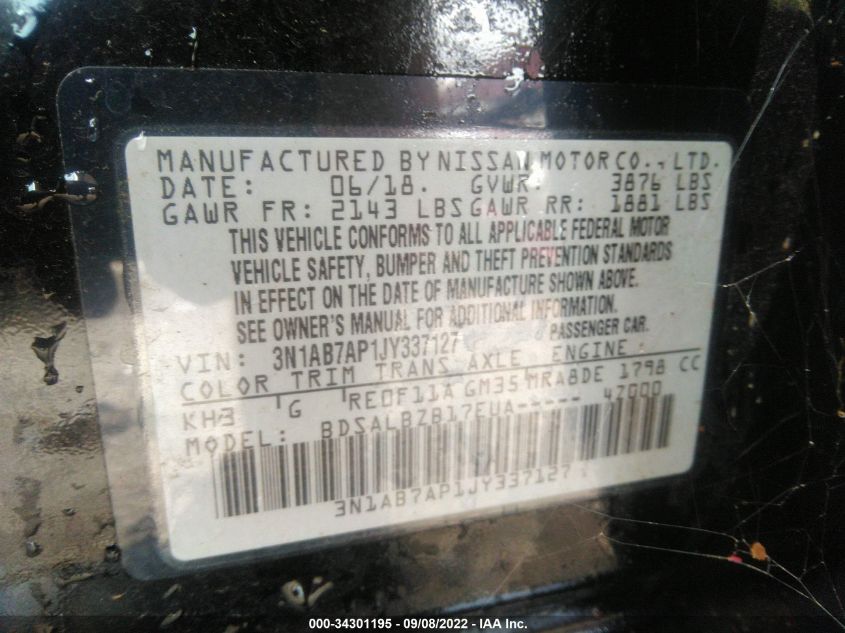 MANUFACTURED BY NISSAN MOTOR CO., LTD.
DATE: 06/18. GVWR: 3876 LBS
GAWR FR: 2143 LBS GAWR RR: 1881 LBS
THIS VEHICLE CONFORMS TO ALL APPLICABLE FEDERAL MOTOR
VEHICLE SAFETY, BUMPER AND THEFT PREVENTION STANDARDS
IN EFFECT ON THE DATE OF MANUFACTURE SHOWN ABOVE.
SEE OWNER'S MANUAL FOR ADDITIONAL INFORMATION.
VIN: 3N1AB7AP1JY337127 PASSENGER CAR.
COLOR TRIM TRANS AXLE ENGINE
KH3 G RE0F11A GM35 MRA8DE 1798 CC
MODEL: BDSALBZB17EUA----- 42000
3N1AB7AP1JY337127
000-34301195 - 09/08/2022 - IAA Inc.